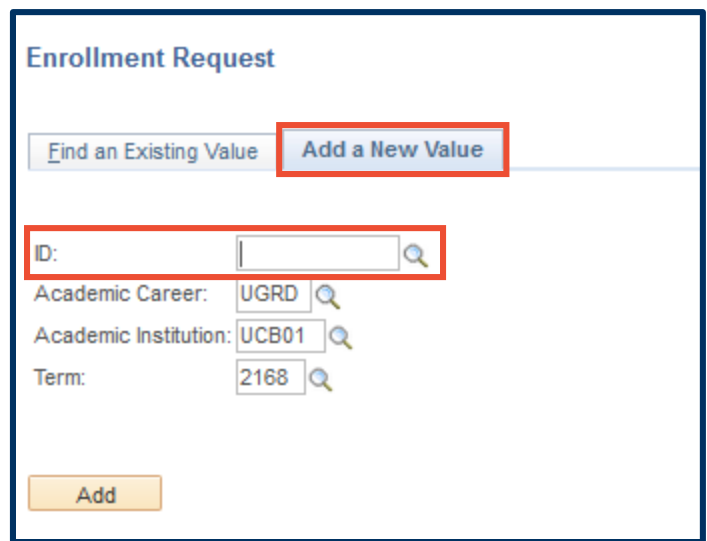 Enrollment Request
Find an Existing Value Add a New Value
ID:
Academic Career: UGRD
Academic Institution: UCB01
Term: 2168
Add